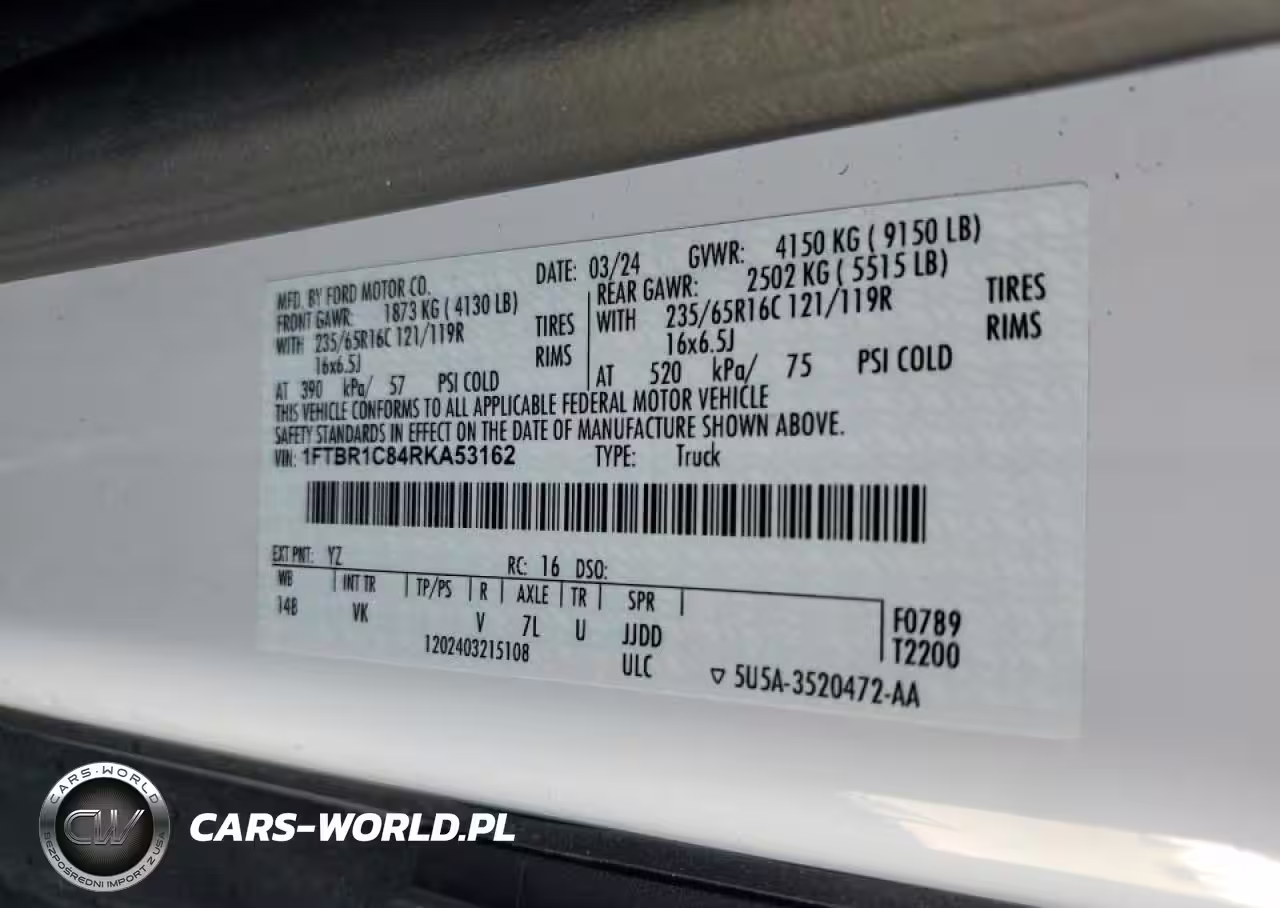 MFD. BY FORD MOTOR CO. DATE: 03/24 GVWR: 4150 KG ( 9150 LB)
FRONT GAWR: 1873 KG ( 4130 LB) REAR GAWR: 2502 KG ( 5515 LB)
WITH 235/65R16C 121/119R TIRES WITH 235/65R16C 121/119R TIRES
16x6.5J RIMS 16x6.5J RIMS
AT 390 kPa/ 57 PSI COLD AT 520 kPa/ 75 PSI COLD
THIS VEHICLE CONFORMS TO ALL APPLICABLE FEDERAL MOTOR VEHICLE
SAFETY STANDARDS IN EFFECT ON THE DATE OF MANUFACTURE SHOWN ABOVE.
VIN: 1FTBR1C84RKA53162 TYPE: Truck
EXT PNT: YZ RC: 16 DSO:
WB INT TR TP/PS R AXLE TR SPR F0789
148 VK V 7L U JJDD T2200
1202403215108 ULC
▽ 5U5A-3520472-AA
CARS-WORLD
CW
BEZPOŚREDNI IMPORT Z USA
CARS-WORLD.PL